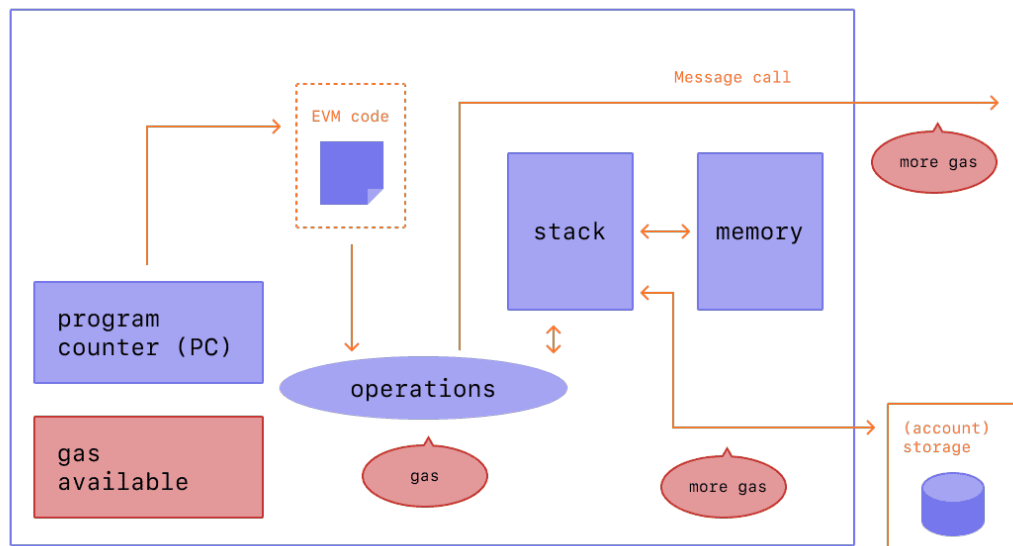 Message call
EVM code
more gas
stack
memory
program
counter (PC)
operations
gas
available
gas
more gas
(account)
storage